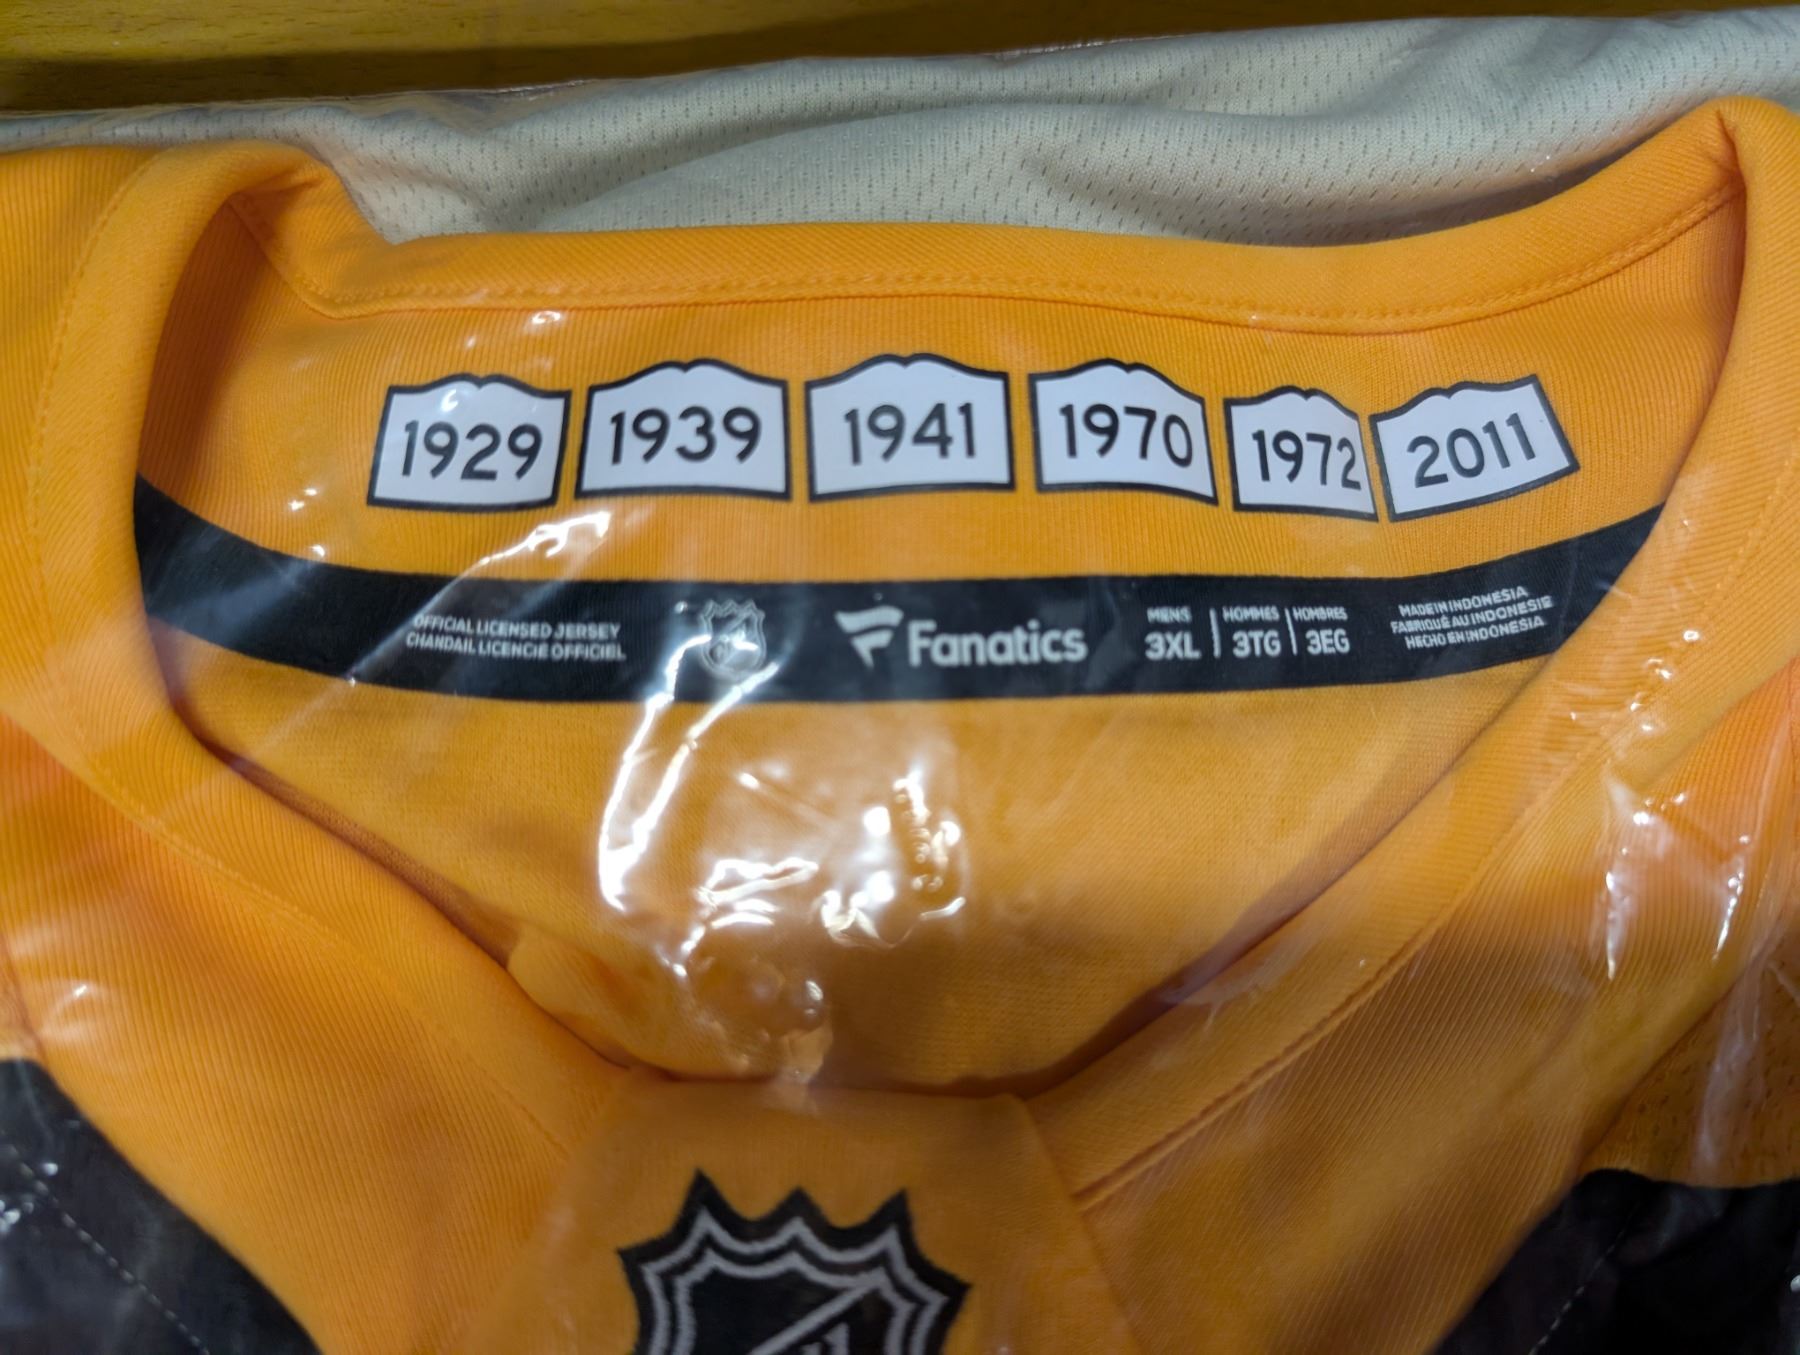 1929 1939 1941 1970 1972 2011
OFFICIAL LICENSED JERSEY
CHANDAIL LICENCIÉ OFFICIEL
Fanatics
MENS HOMMES HOMBRES
3XL | 3TG | 3EG
MADE IN INDONESIA
FABRIQUÉ AU INDONESIE
HECHO EN INDONESIA